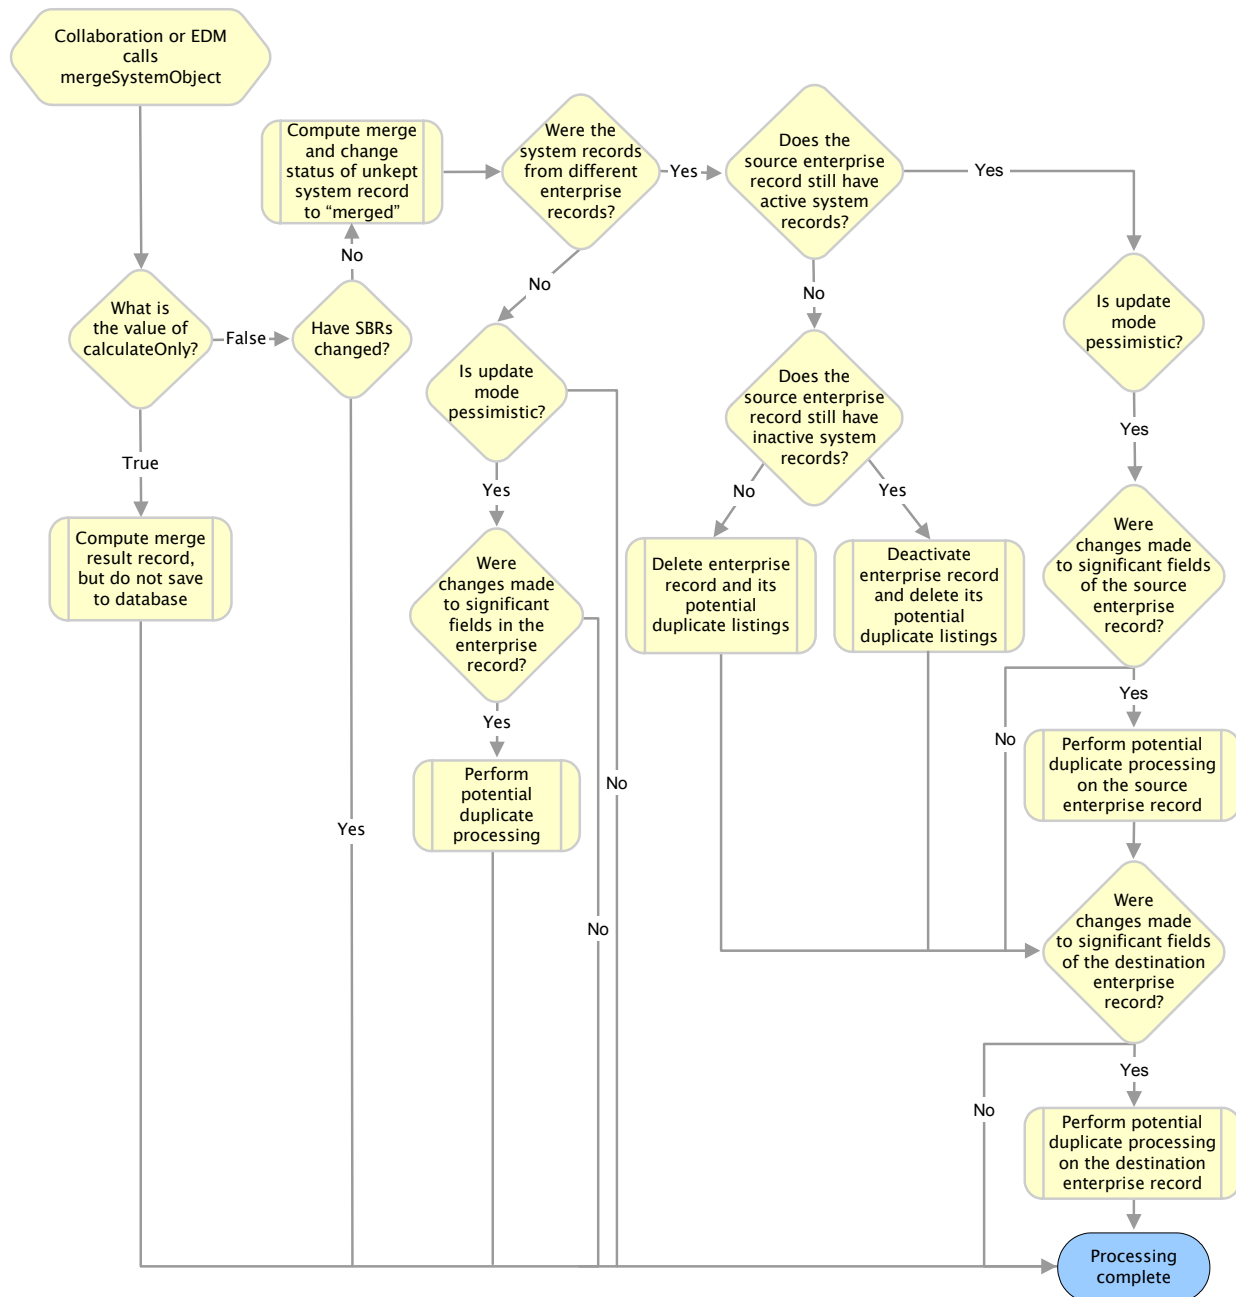 Collaboration or EDM
calls
mergeSystemObject
Compute merge
and change
status of unkept
system record
to “merged”
Were the
system records
from different
enterprise
records?
Yes
Does the
source enterprise
record still have
active system
records?
Yes
No
No
No
What is
the value of
calculateOnly?
False
Have SBRs
changed?
Is update
mode
pessimistic?
Is update
mode
pessimistic?
Does the
source enterprise
record still have
inactive system
records?
Yes
True
Yes
No
Yes
Compute merge
result record,
but do not save
to database
Were
changes made
to significant
fields in the
enterprise
record?
Delete enterprise
record and its
potential
duplicate listings
Deactivate
enterprise record
and delete its
potential
duplicate listings
Were
changes made
to significant fields
of the source
enterprise
record?
Yes
Yes
No
Perform
potential
duplicate
processing
No
Perform potential
duplicate processing
on the source
enterprise record
Yes
No
Were
changes made
to significant fields
of the destination
enterprise
record?
Yes
No
Perform potential
duplicate processing
on the destination
enterprise record
Processing
complete